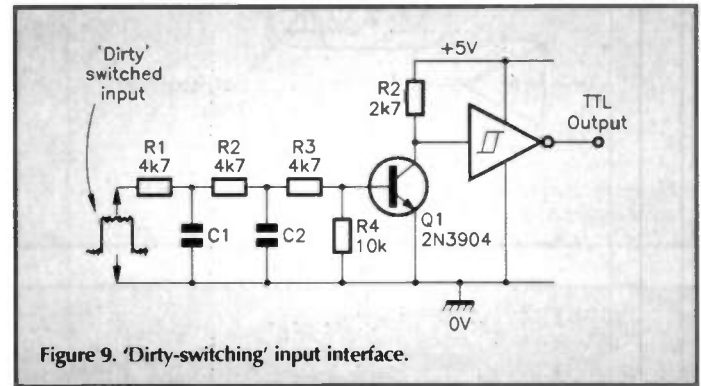 'Dirty'
switched
input
+5V
R2
2k7
TTL
Output
R1
4k7
R2
4k7
R3
4k7
C1
C2
R4
10k
Q1
2N3904
0V
Figure 9. 'Dirty-switching' input interface.